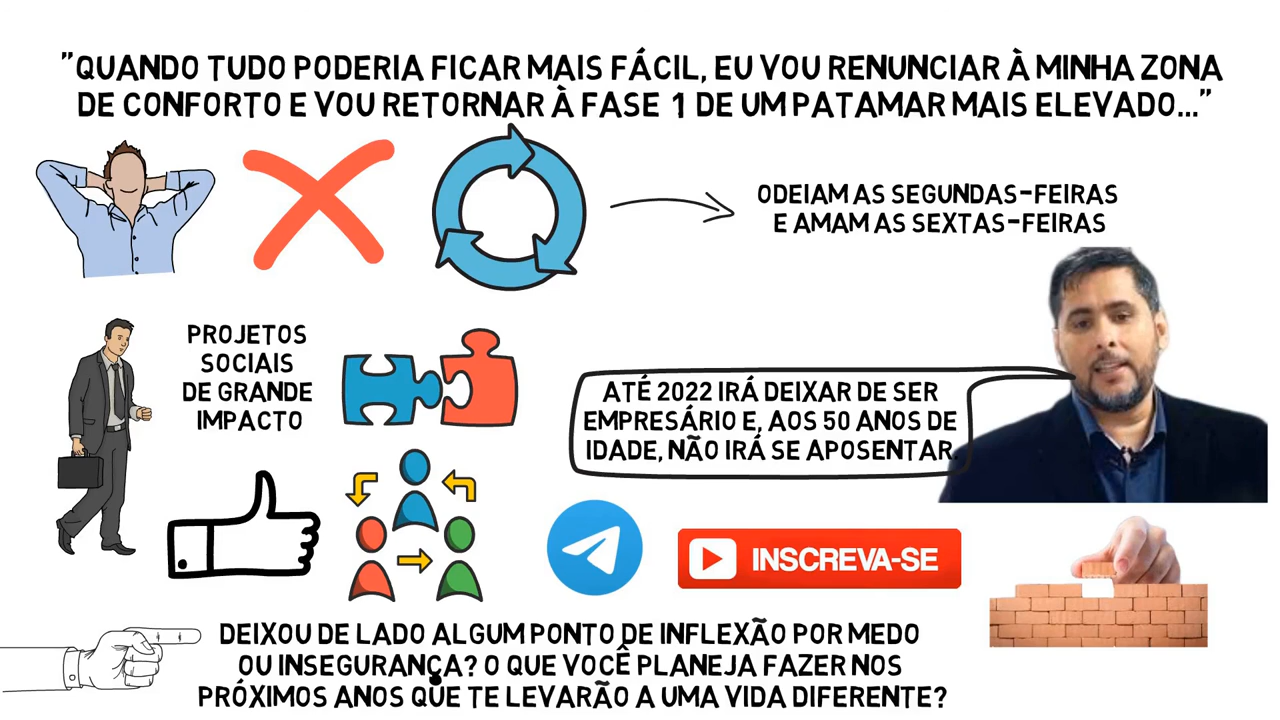 "QUANDO TUDO PODERIA FICAR MAIS FÁCIL, EU VOU RENUNCIAR À MINHA ZONA
DE CONFORTO E VOU RETORNAR À FASE 1 DE UM PATAMAR MAIS ELEVADO..."
ODEIAM AS SEGUNDAS-FEIRAS
E AMAM AS SEXTAS-FEIRAS
PROJETOS
SOCIAIS
DE GRANDE
IMPACTO
ATÉ 2022 IRÁ DEIXAR DE SER
EMPRESÁRIO E, AOS 50 ANOS DE
IDADE, NÃO IRÁ SE APOSENTAR.
INSCREVA-SE
DEIXOU DE LADO ALGUM PONTO DE INFLEXÃO POR MEDO
OU INSEGURANÇA? O QUE VOCÊ PLANEJA FAZER NOS
PRÓXIMOS ANOS QUE TE LEVARÃO A UMA VIDA DIFERENTE?